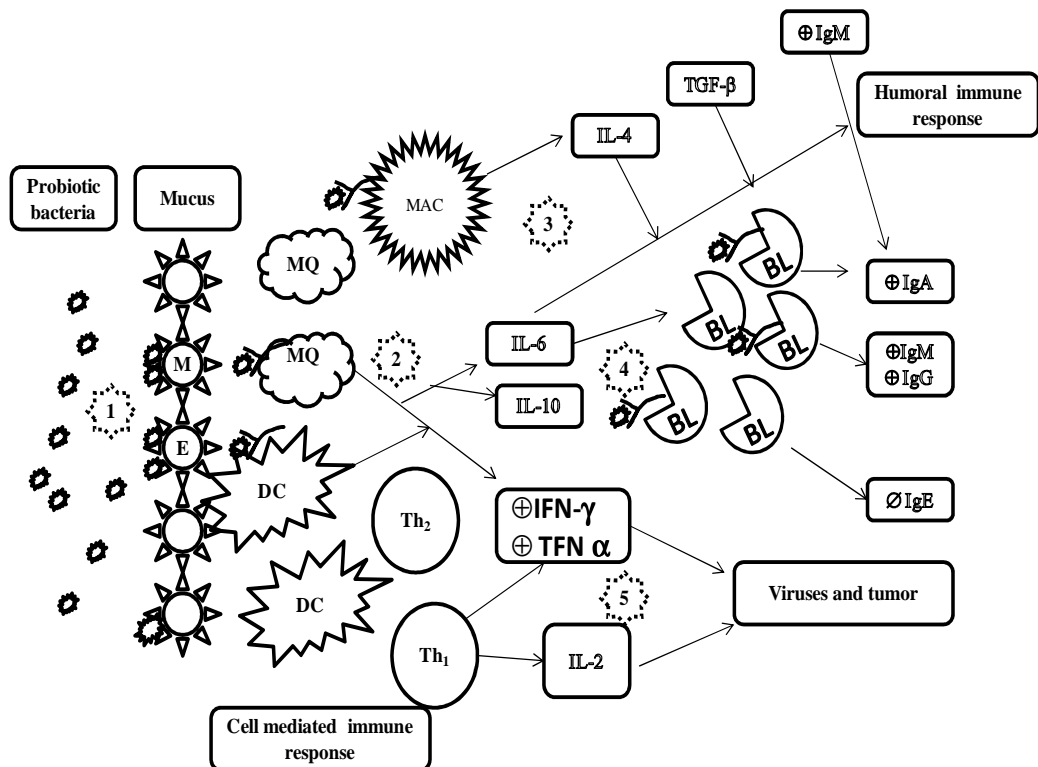 ⊕IgM
TGF-β
Humoral immune
response
IL-4
Probiotic
bacteria
Mucus
MAC
3
MQ
BL
⊕IgA
M
MQ
2
IL-6
BL
BL
⊕IgM
⊕IgG
4
IL-10
1
BL
BL
E
DC
⊕IFN-γ
⊕ TFN α
∅IgE
Th₂
DC
5
Viruses and tumor
Th₁
IL-2
Cell mediated immune
response